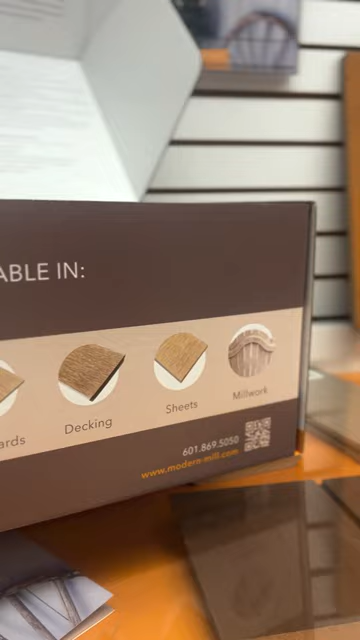 ABLE IN:
ards
Decking
Sheets
Millwork
601.869.5050
www.modern-mill.com